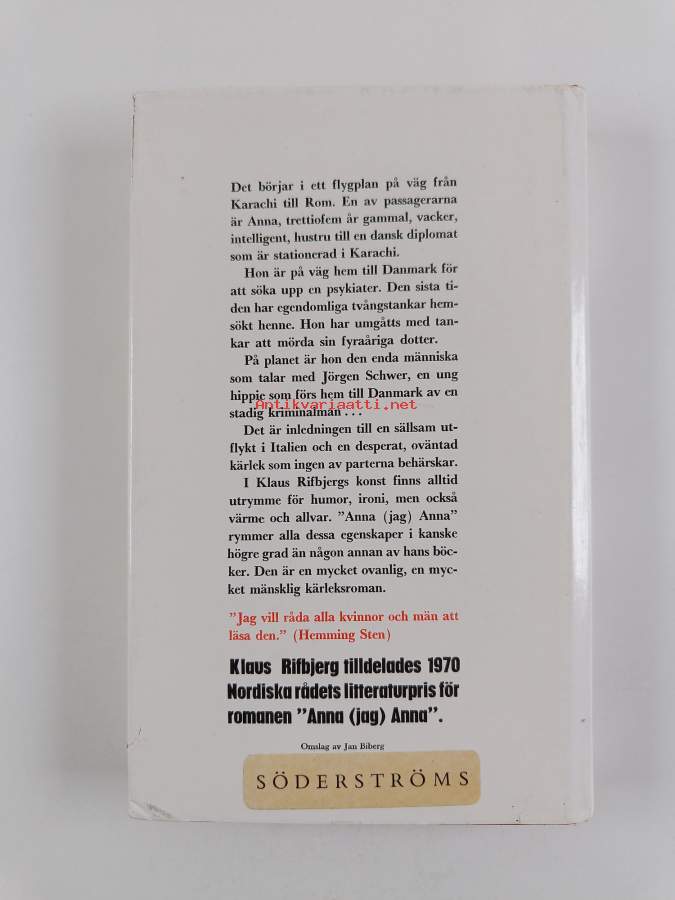 Det börjar i ett flygplan på väg från
Karachi till Rom. En av passagerarna
är Anna, trettiofem år gammal, vacker,
intelligent, hustru till en dansk diplomat
som är stationerad i Karachi.
Hon är på väg hem till Danmark för
att söka upp en psykiater. Den sista ti-
den har egendomliga tvångstankar hem-
sökt henne. Hon har umgåtts med tan-
kar att mörda sin fyraåriga dotter.
På planet är hon den enda människa
som talar med Jörgen Schwer, en ung
hippie som förs hem till Danmark av en
Antikvariaatti.net
stadig kriminalman . . .
Det är inledningen till en sällsam ut-
flykt i Italien och en desperat, oväntad
kärlek som ingen av parterna behärskar.
I Klaus Rifbjergs konst finns alltid
utrymme för humor, ironi, men också
värme och allvar. ”Anna (jag) Anna”
rymmer alla dessa egenskaper i kanske
högre grad än någon annan av hans böc-
ker. Den är en mycket ovanlig, en myc-
ket mänsklig kärleksroman.
”Jag vill råda alla kvinnor och män att
läsa den.” (Hemming Sten)
Klaus Rifbjerg tilldelades 1970
Nordiska rådets litteraturpris för
romanen ”Anna (jag) Anna”.
Omslag av Jan Biberg
SÖDERSTRÖMS